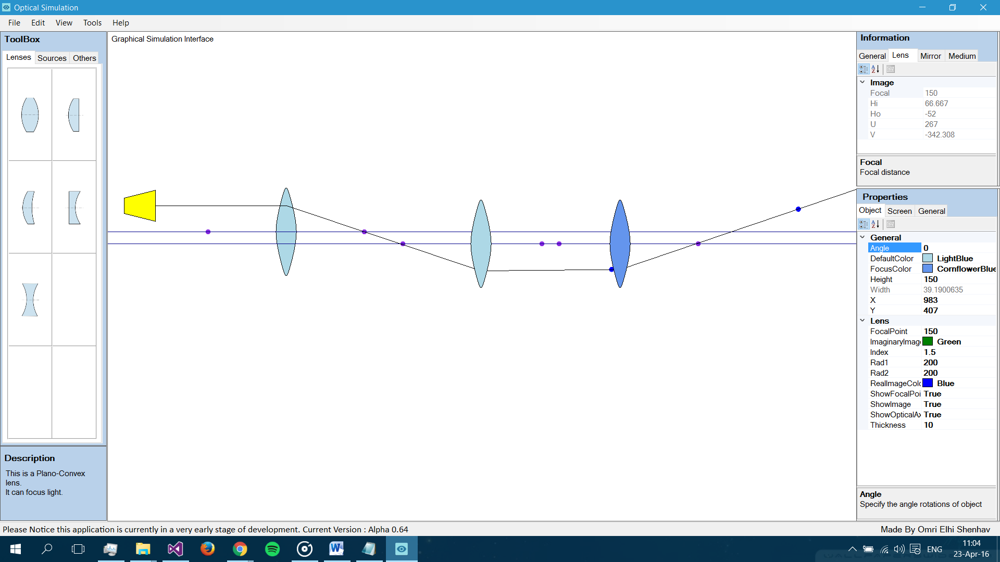 Optical Simulation
File Edit View Tools Help
ToolBox
Lenses Sources Others
Description
This is a Plano-Convex
lens.
It can focus light.
Graphical Simulation Interface
Information
General Lens Mirror Medium
Image
Focal 150
Hi 66.667
Ho -52
U 267
V -342.308
Focal
Focal distance
Properties
Object Screen General
General
Angle 0
DefaultColor LightBlue
FocusColor CornflowerBlue
Height 150
Width 39.1900635
X 983
Y 407
Lens
FocalPoint 150
ImaginaryImag Green
Index 1.5
Rad1 200
Rad2 200
RealImageColo Blue
ShowFocalPoi True
ShowImage True
ShowOpticalAx True
Thickness 10
Angle
Specify the angle rotations of object
Please Notice this application is currently in a very early stage of development. Current Version : Alpha 0.64
Made By Omri Elhi Shenhav
ENG
11:04
23-Apr-16